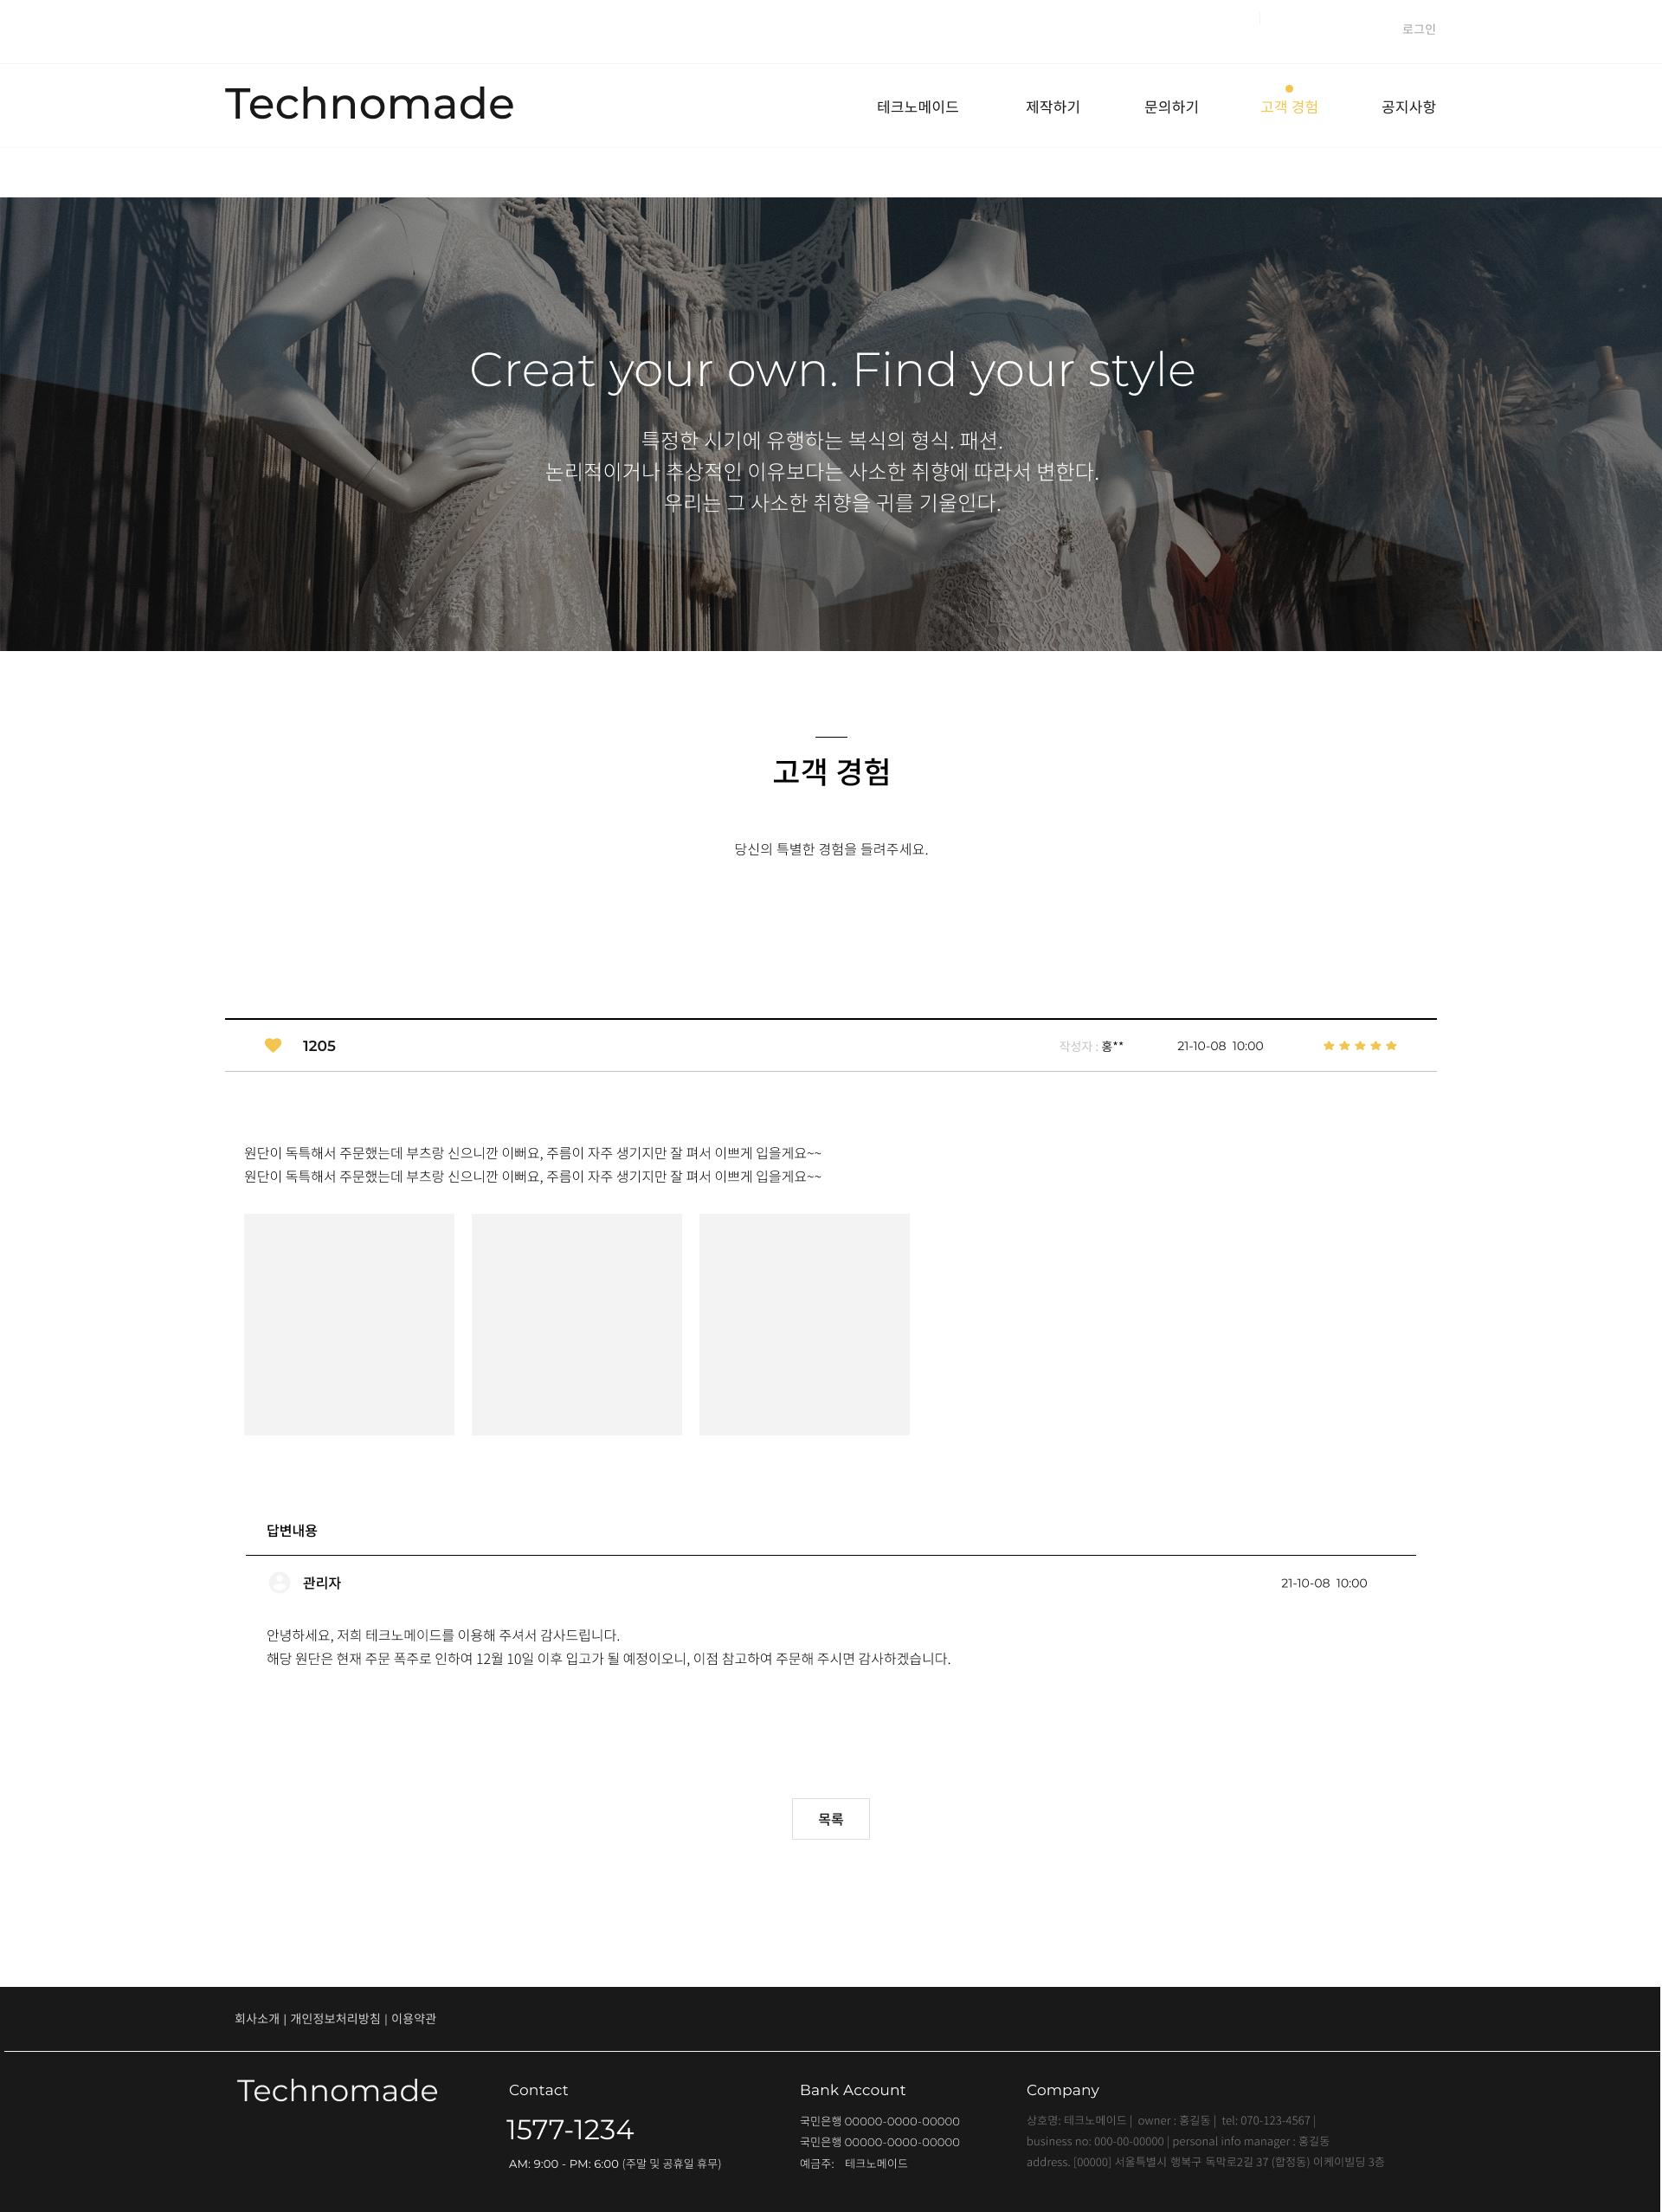 로그인
Technomade
테크노메이드 제작하기 문의하기 고객 경험 공지사항
Creat your own. Find your style
특정한 시기에 유행하는 복식의 형식. 패션.
논리적이거나 추상적인 이유보다는 사소한 취향에 따라서 변한다.
우리는 그 사소한 취향을 귀를 기울인다.
고객 경험
당신의 특별한 경험을 들려주세요.
1205 작성자 : 홍** 21-10-08 10:00
원단이 독특해서 주문했는데 부츠랑 신으니깐 이뻐요, 주름이 자주 생기지만 잘 펴서 이쁘게 입을게요~~
원단이 독특해서 주문했는데 부츠랑 신으니깐 이뻐요, 주름이 자주 생기지만 잘 펴서 이쁘게 입을게요~~
답변내용
관리자 21-10-08 10:00
안녕하세요, 저희 테크노메이드를 이용해 주셔서 감사드립니다.
해당 원단은 현재 주문 폭주로 인하여 12월 10일 이후 입고가 될 예정이오니, 이점 참고하여 주문해 주시면 감사하겠습니다.
목록
회사소개 | 개인정보처리방침 | 이용약관
Technomade
Contact
1577-1234
AM: 9:00 - PM: 6:00 (주말 및 공휴일 휴무)
Bank Account
국민은행 00000-0000-00000
국민은행 00000-0000-00000
예금주: 테크노메이드
Company
상호명: 테크노메이드 | owner : 홍길동 | tel: 070-123-4567 |
business no: 000-00-00000 | personal info manager : 홍길동
address. [00000] 서울특별시 행복구 독막로2길 37 (합정동) 이케이빌딩 3층